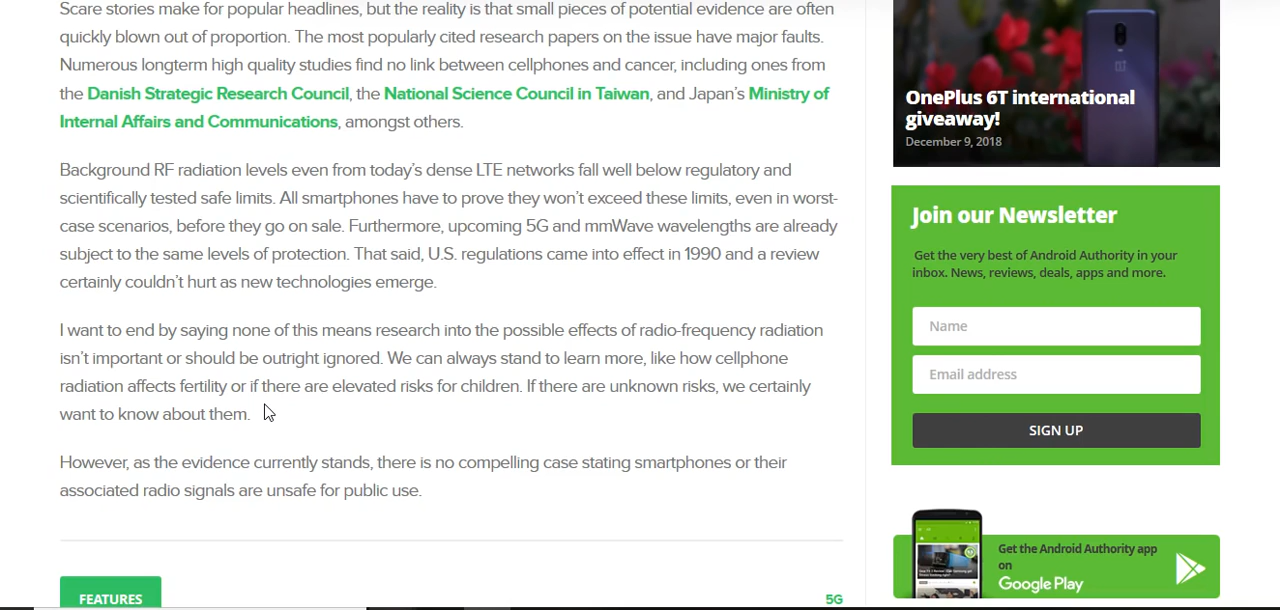 Scare stories make for popular headlines, but the reality is that small pieces of potential evidence are often
quickly blown out of proportion. The most popularly cited research papers on the issue have major faults.
Numerous longterm high quality studies find no link between cellphones and cancer, including ones from
the Danish Strategic Research Council, the National Science Council in Taiwan, and Japan's Ministry of
Internal Affairs and Communications, amongst others.
Background RF radiation levels even from today's dense LTE networks fall well below regulatory and
scientifically tested safe limits. All smartphones have to prove they won't exceed these limits, even in worst-
case scenarios, before they go on sale. Furthermore, upcoming 5G and mmWave wavelengths are already
subject to the same levels of protection. That said, U.S. regulations came into effect in 1990 and a review
certainly couldn't hurt as new technologies emerge.
I want to end by saying none of this means research into the possible effects of radio-frequency radiation
isn't important or should be outright ignored. We can always stand to learn more, like how cellphone
radiation affects fertility or if there are elevated risks for children. If there are unknown risks, we certainly
want to know about them.
However, as the evidence currently stands, there is no compelling case stating smartphones or their
associated radio signals are unsafe for public use.
FEATURES
5G
OnePlus 6T international
giveaway!
December 9, 2018
Join our Newsletter
Get the very best of Android Authority in your
inbox. News, reviews, deals, apps and more.
Name
Email address
SIGN UP
Get the Android Authority app
on
Google Play